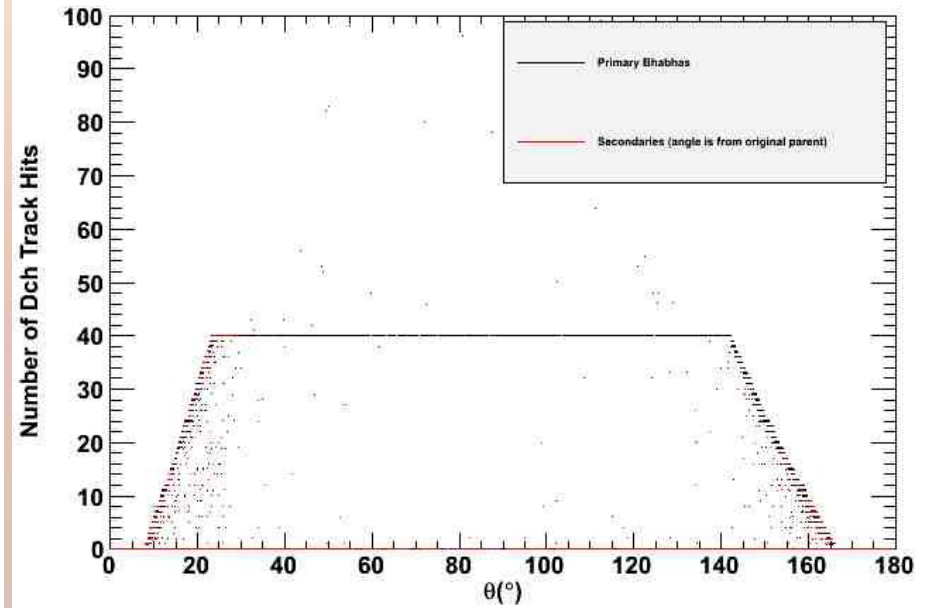 Number of Dch Track Hits
100
90
80
70
60
50
40
30
20
10
0
Primary Bhabhas
Secondaries (angle is from original parent)
0 20 40 60 80 100 120 140 160 180
θ(°)